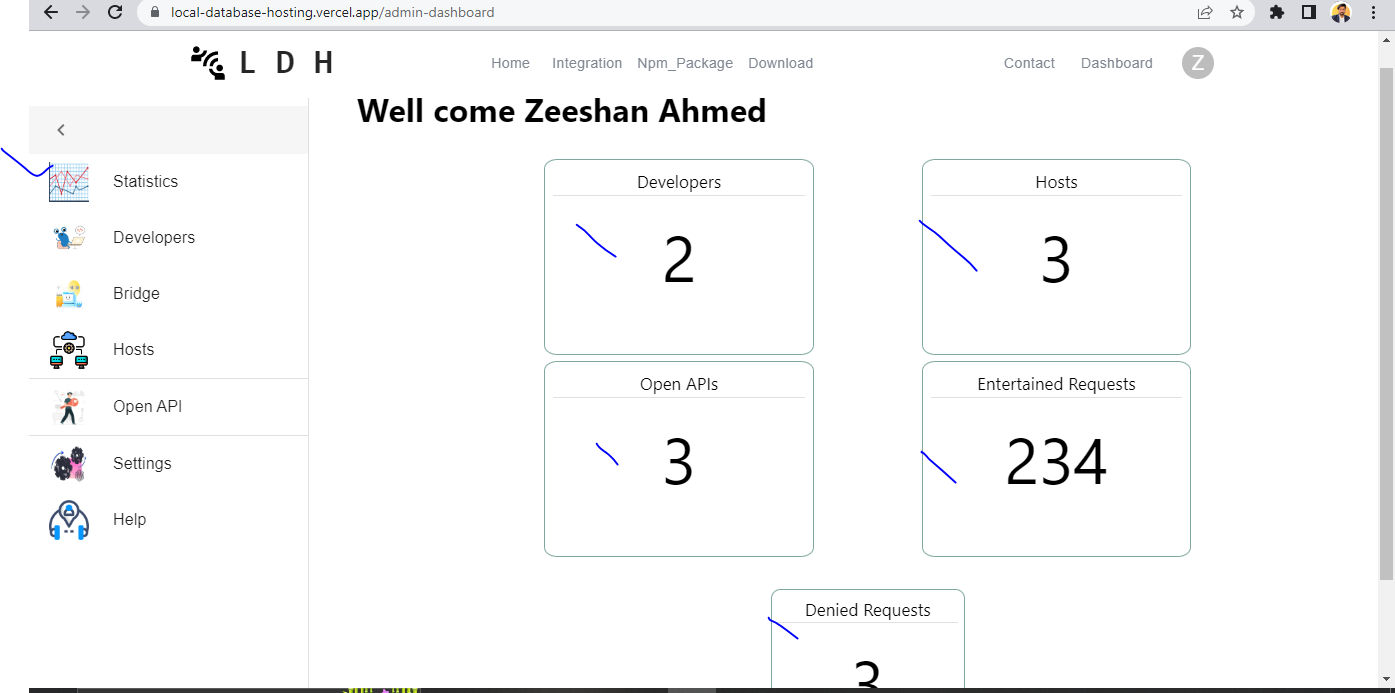 local-database-hosting.vercel.app/admin-dashboard
L D H
Home Integration Npm_Package Download Contact Dashboard Z
Well come Zeeshan Ahmed
Statistics
Developers
Bridge
Hosts
Open API
Settings
Help
Developers
2
Hosts
3
Open APIs
3
Entertained Requests
234
Denied Requests
3